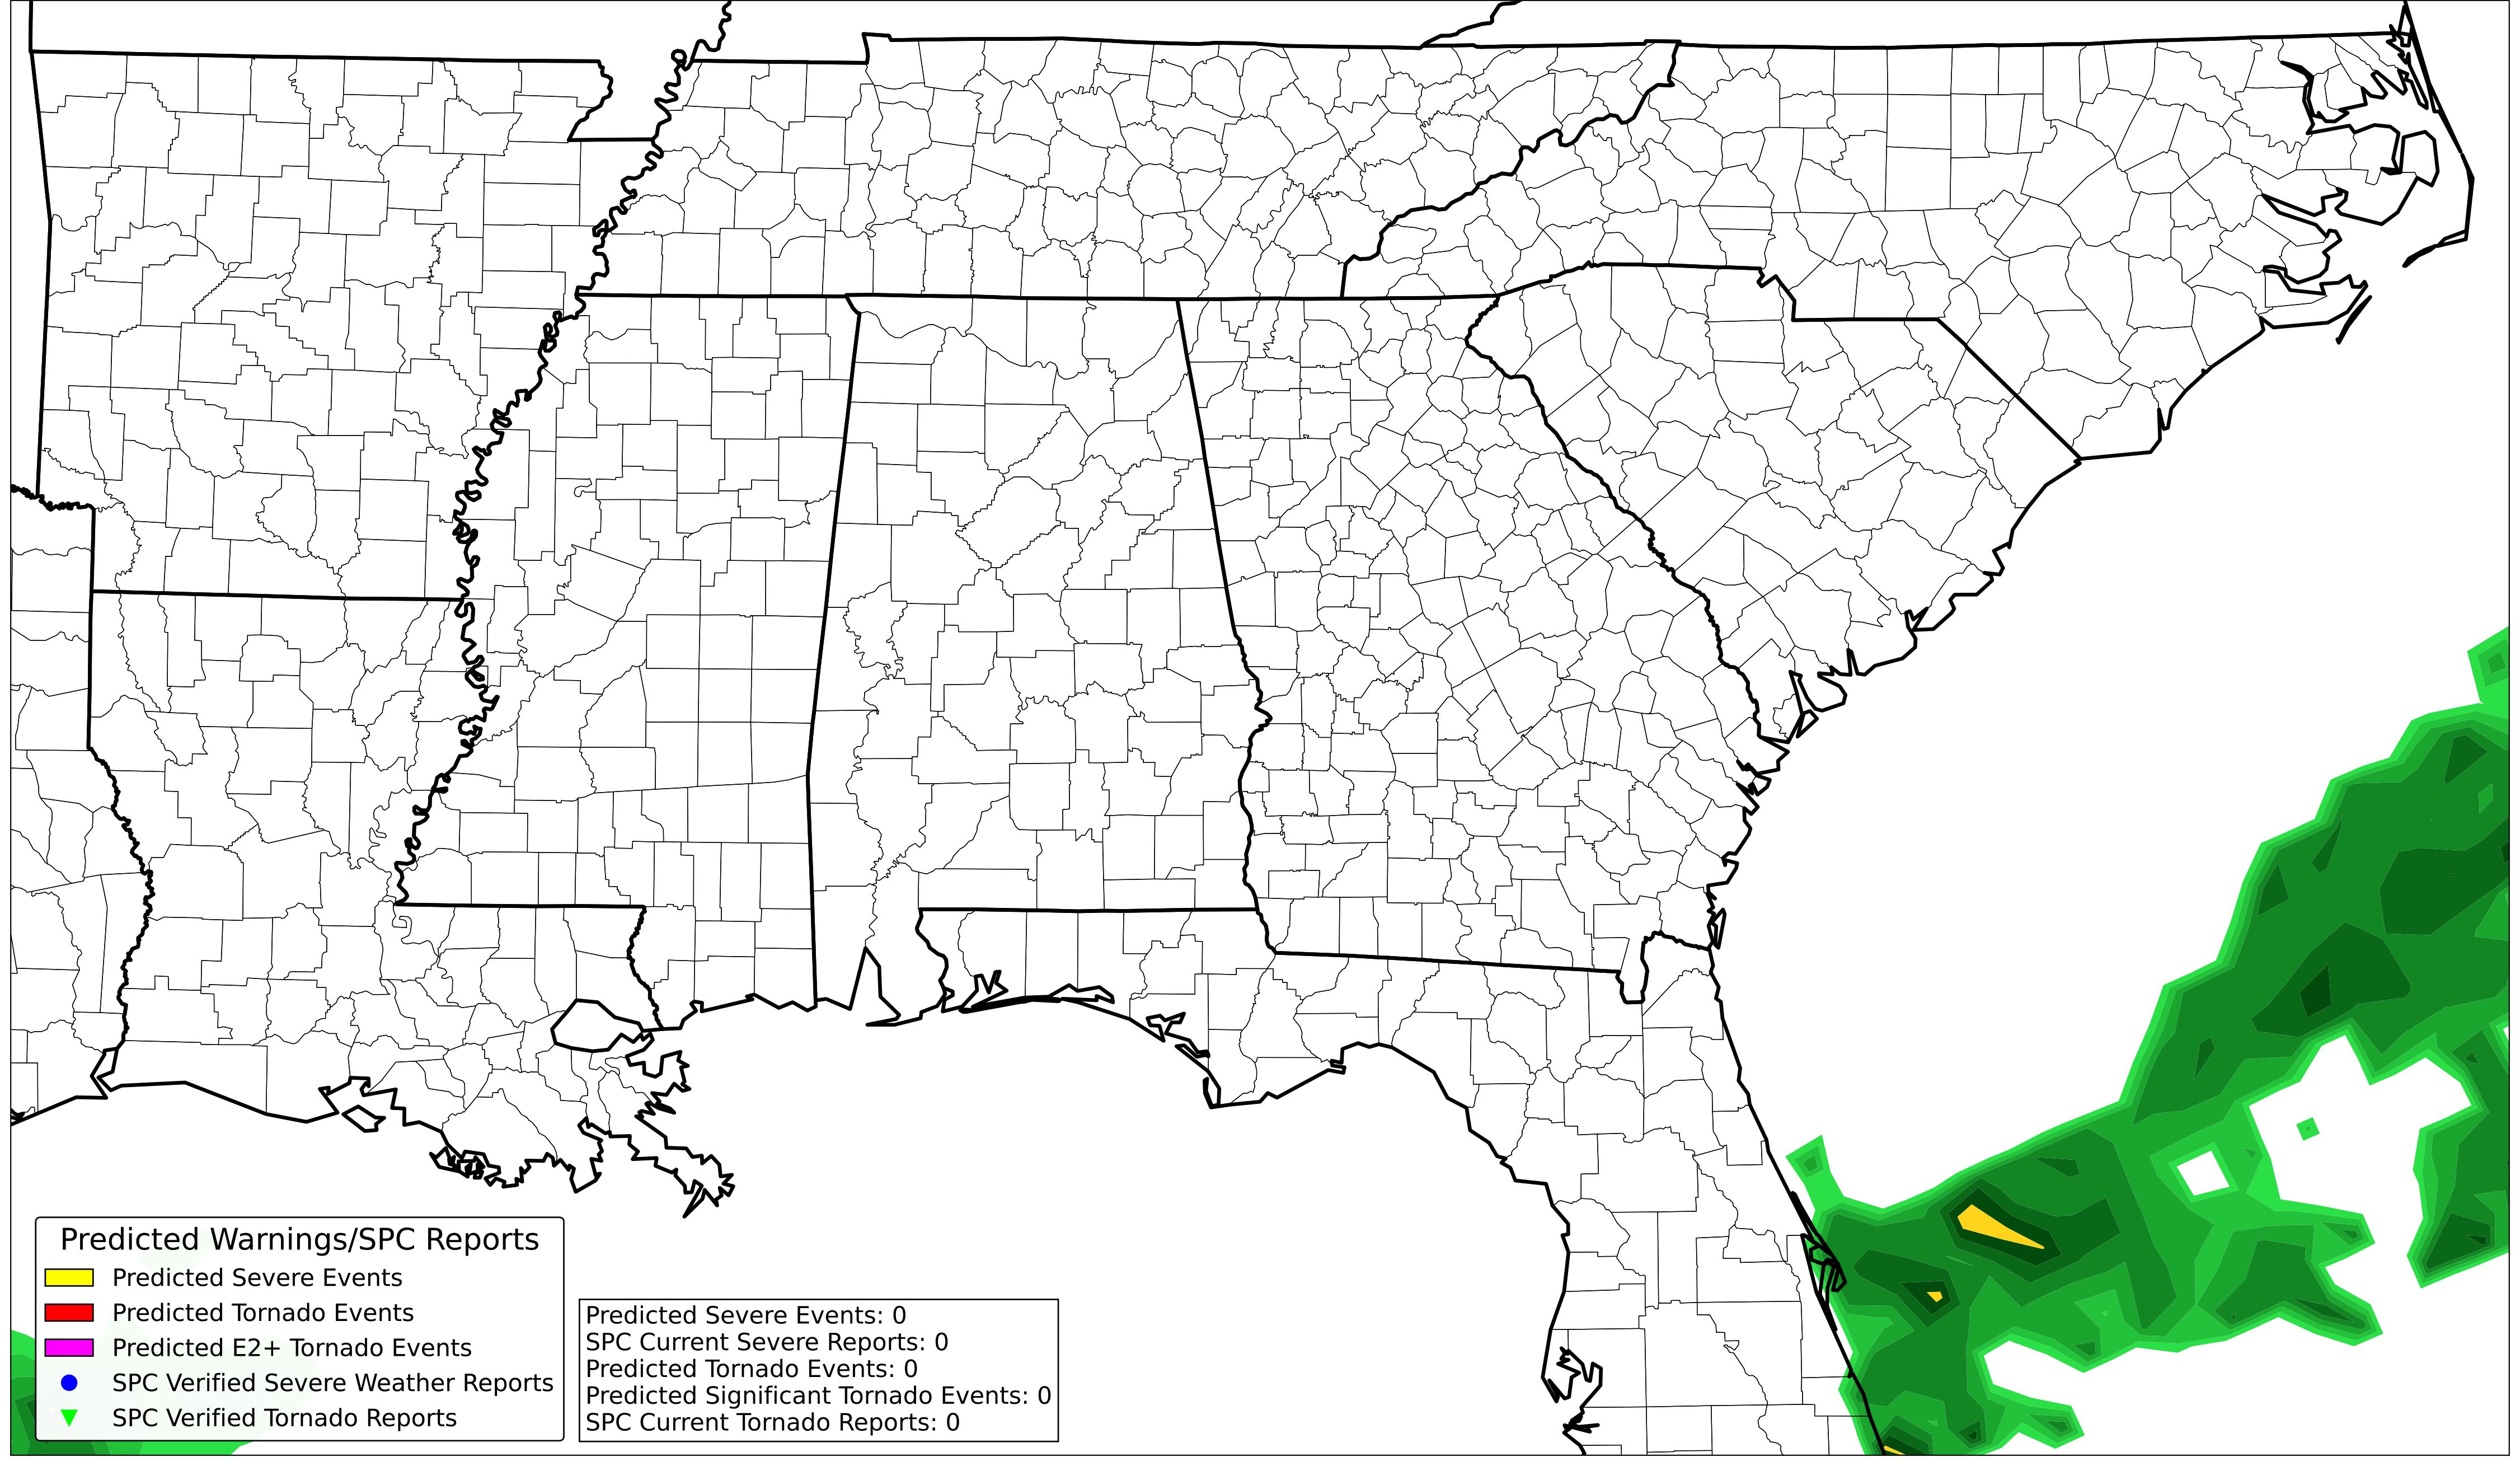 Predicted Warnings/SPC Reports
Predicted Severe Events
Predicted Tornado Events
Predicted E2+ Tornado Events
SPC Verified Severe Weather Reports
SPC Verified Tornado Reports
Predicted Severe Events: 0
SPC Current Severe Reports: 0
Predicted Tornado Events: 0
Predicted Significant Tornado Events: 0
SPC Current Tornado Reports: 0